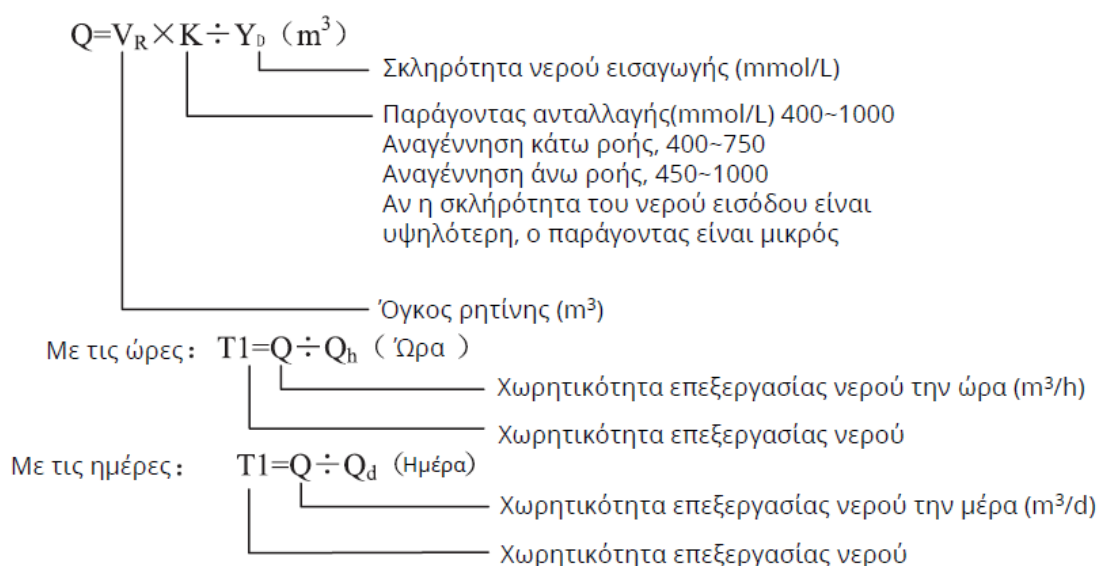 Q=V_R×K÷Y_D (m³)
Σκληρότητα νερού εισαγωγής (mmol/L)
Παράγοντας ανταλλαγής(mmol/L) 400~1000
Αναγέννηση κάτω ροής, 400~750
Αναγέννηση άνω ροής, 450~1000
Αν η σκλήρότητα του νερού εισόδου είναι
υψηλότερη, ο παράγοντας είναι μικρός
Όγκος ρητίνης (m³)
Με τις ώρες: T1=Q÷Q_h ( Ώρα )
Χωρητικότητα επεξεργασίας νερού την ώρα (m³/h)
Χωρητικότητα επεξεργασίας νερού
Με τις ημέρες: T1=Q÷Q_d (Ημέρα)
Χωρητικότητα επεξεργασίας νερού την μέρα (m³/d)
Χωρητικότητα επεξεργασίας νερού